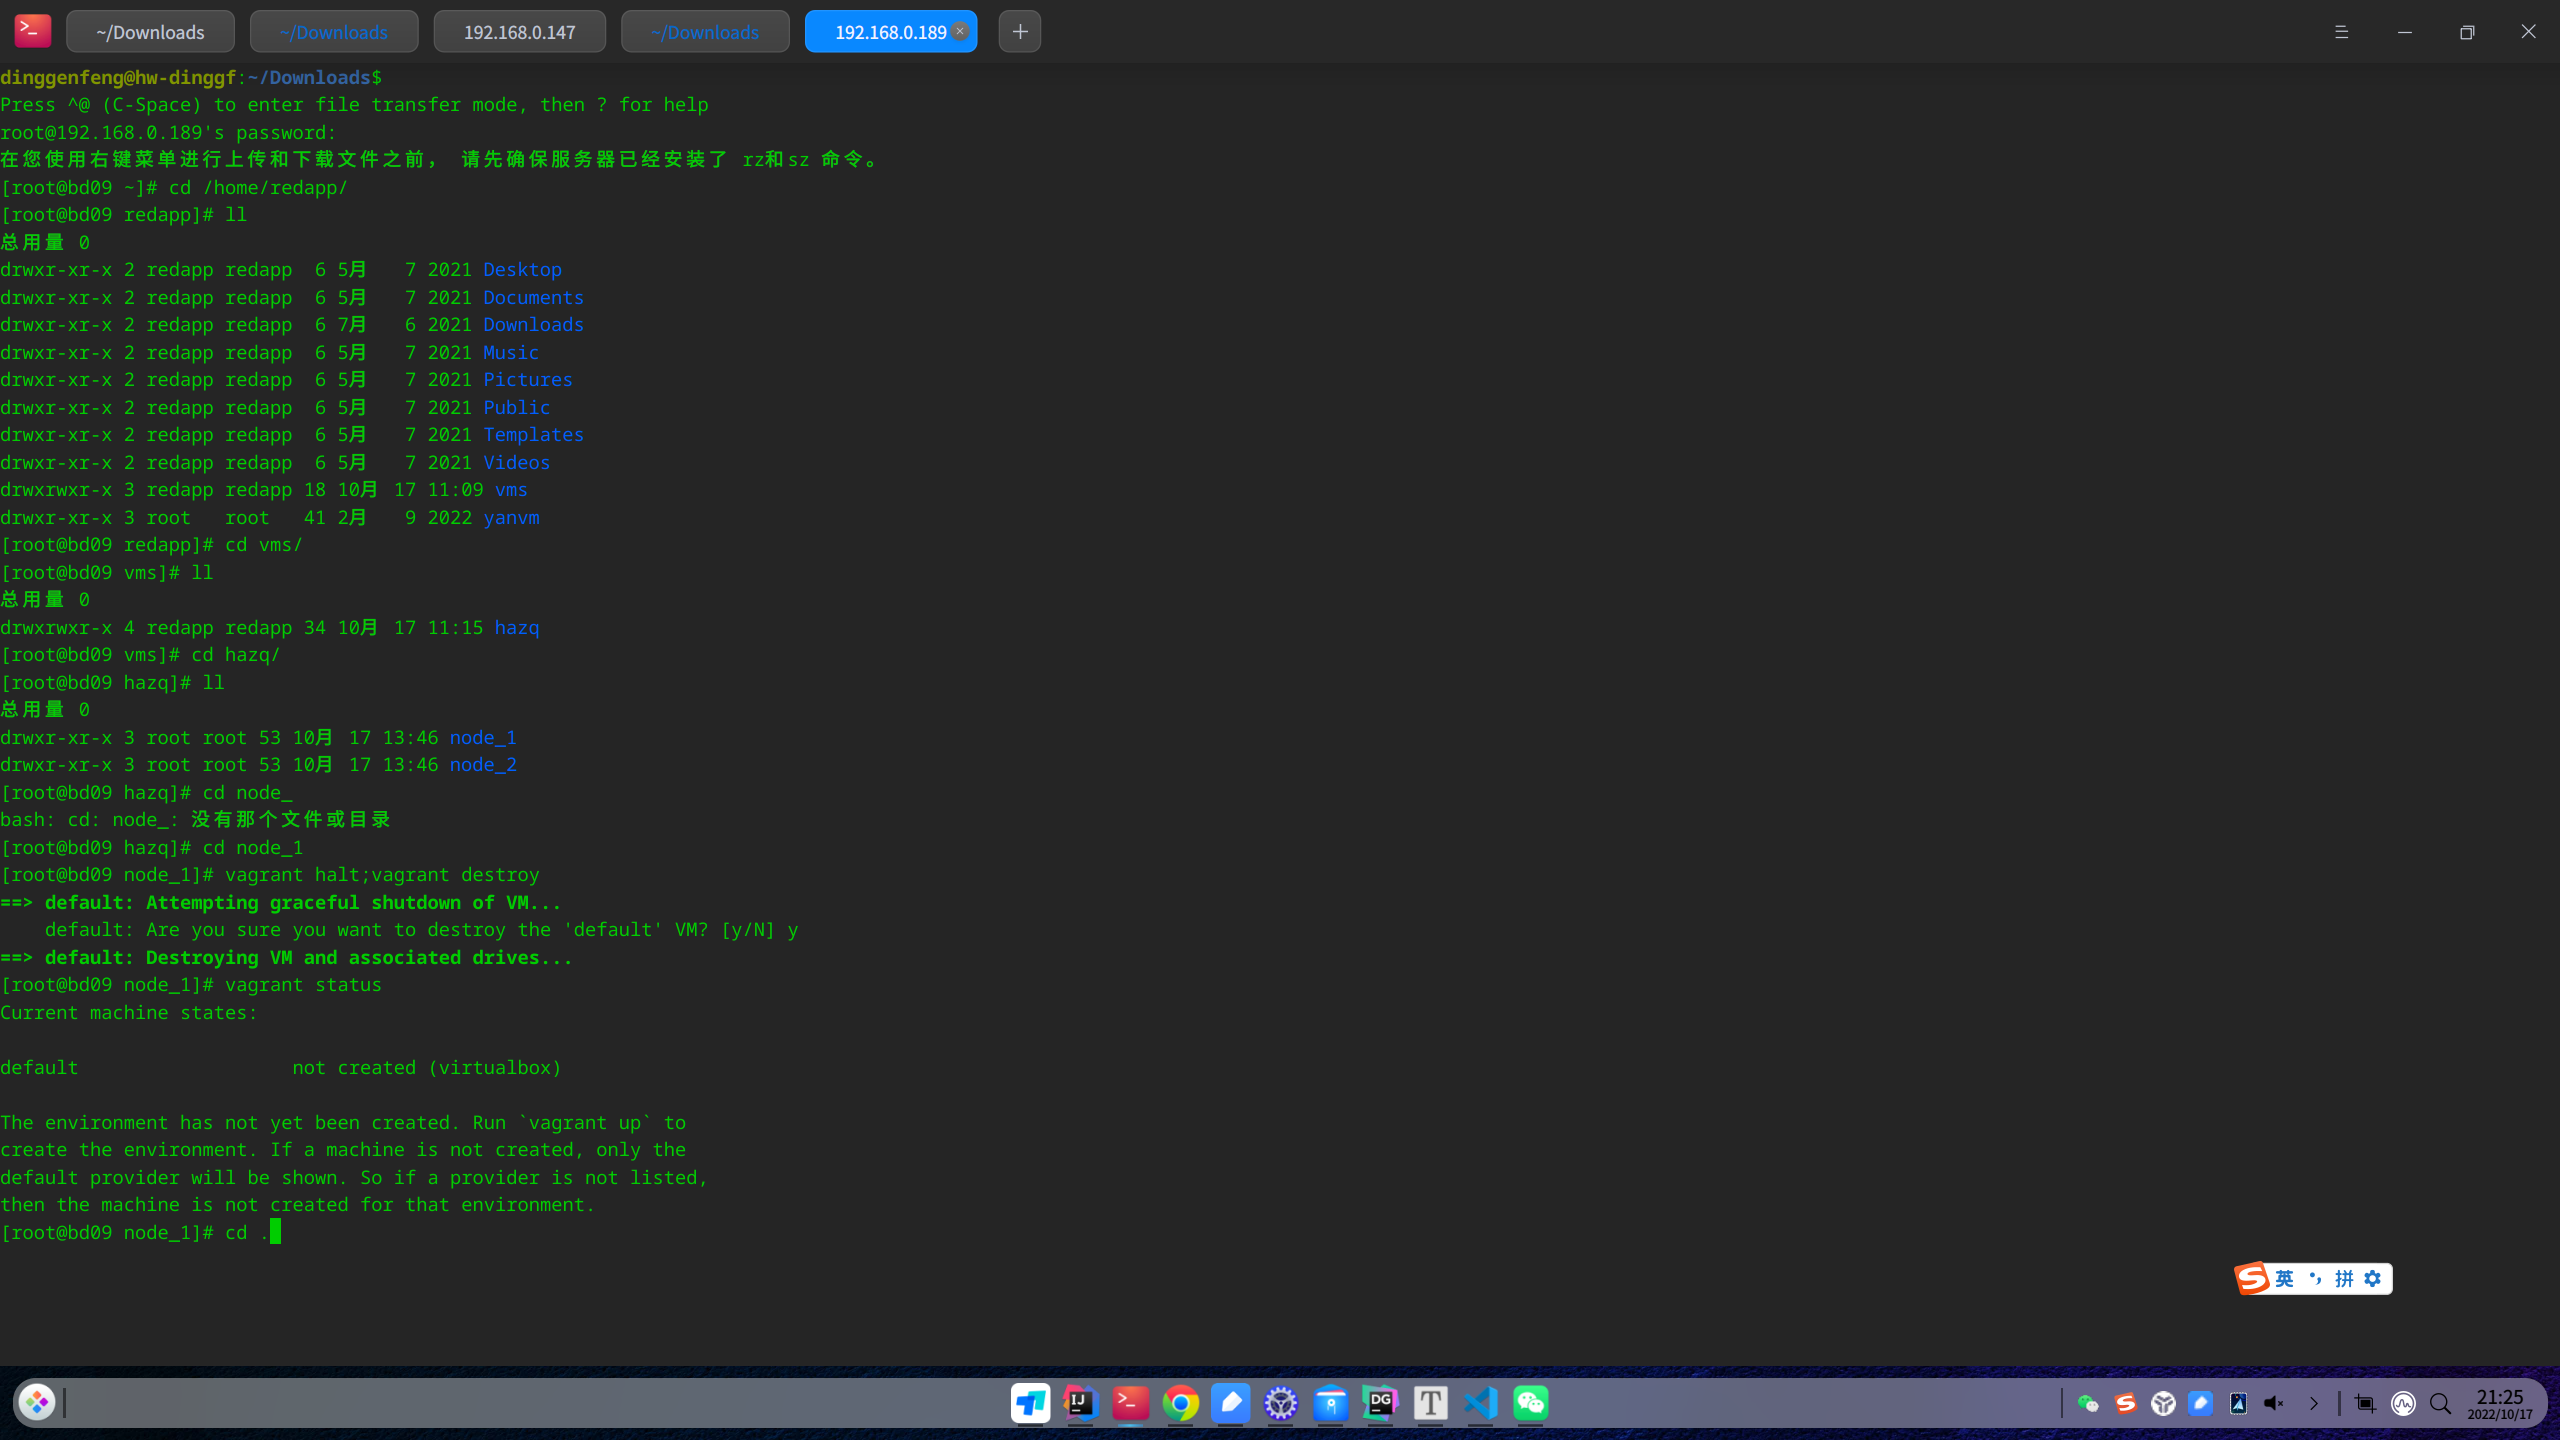 ~/Downloads
~/Downloads
192.168.0.147
~/Downloads
192.168.0.189
dinggenfeng@hw-dinggf:~/Downloads$
Press ^@ (C-Space) to enter file transfer mode, then ? for help
root@192.168.0.189's password:
在您使用右键菜单进行上传和下载文件之前， 请先确保服务器已经安装了 rz和sz 命令。
[root@bd09 ~]# cd /home/redapp/
[root@bd09 redapp]# ll
总用量 0
drwxr-xr-x 2 redapp redapp  6 5月   7 2021 Desktop
drwxr-xr-x 2 redapp redapp  6 5月   7 2021 Documents
drwxr-xr-x 2 redapp redapp  6 7月   6 2021 Downloads
drwxr-xr-x 2 redapp redapp  6 5月   7 2021 Music
drwxr-xr-x 2 redapp redapp  6 5月   7 2021 Pictures
drwxr-xr-x 2 redapp redapp  6 5月   7 2021 Public
drwxr-xr-x 2 redapp redapp  6 5月   7 2021 Templates
drwxr-xr-x 2 redapp redapp  6 5月   7 2021 Videos
drwxrwxr-x 3 redapp redapp 18 10月 17 11:09 vms
drwxr-xr-x 3 root   root   41 2月   9 2022 yanvm
[root@bd09 redapp]# cd vms/
[root@bd09 vms]# ll
总用量 0
drwxrwxr-x 4 redapp redapp 34 10月 17 11:15 hazq
[root@bd09 vms]# cd hazq/
[root@bd09 hazq]# ll
总用量 0
drwxr-xr-x 3 root root 53 10月 17 13:46 node_1
drwxr-xr-x 3 root root 53 10月 17 13:46 node_2
[root@bd09 hazq]# cd node_
bash: cd: node_: 没有那个文件或目录
[root@bd09 hazq]# cd node_1
[root@bd09 node_1]# vagrant halt;vagrant destroy
==> default: Attempting graceful shutdown of VM...
    default: Are you sure you want to destroy the 'default' VM? [y/N] y
==> default: Destroying VM and associated drives...
[root@bd09 node_1]# vagrant status
Current machine states:
default                   not created (virtualbox)
The environment has not yet been created. Run `vagrant up` to
create the environment. If a machine is not created, only the
default provider will be shown. So if a provider is not listed,
then the machine is not created for that environment.
[root@bd09 node_1]# cd .
S 英 拼
IJ
DG
T
21:25
2022/10/17